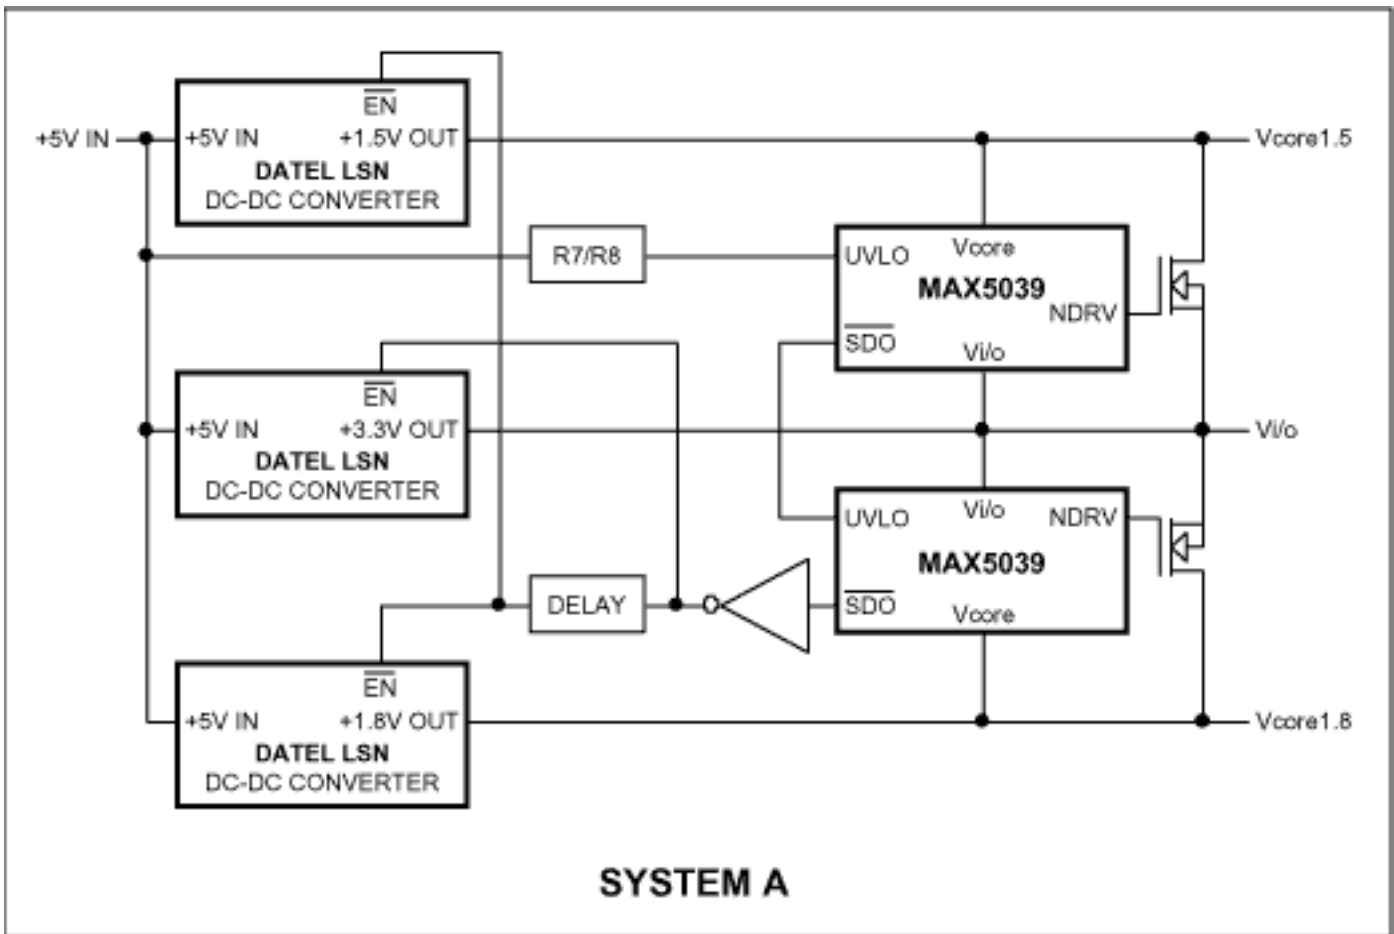 +5V IN
EN
+5V IN +1.5V OUT
DATEL LSN
DC-DC CONVERTER
R7/R8
UVLO
Vcore
MAX5039
NDRV
SDO
Vi/o
Vcore1.5
EN
+5V IN +3.3V OUT
DATEL LSN
DC-DC CONVERTER
Vi/o
UVLO
Vi/o
NDRV
MAX5039
SDO
Vcore
DELAY
EN
+5V IN +1.8V OUT
DATEL LSN
DC-DC CONVERTER
Vcore1.8
SYSTEM A